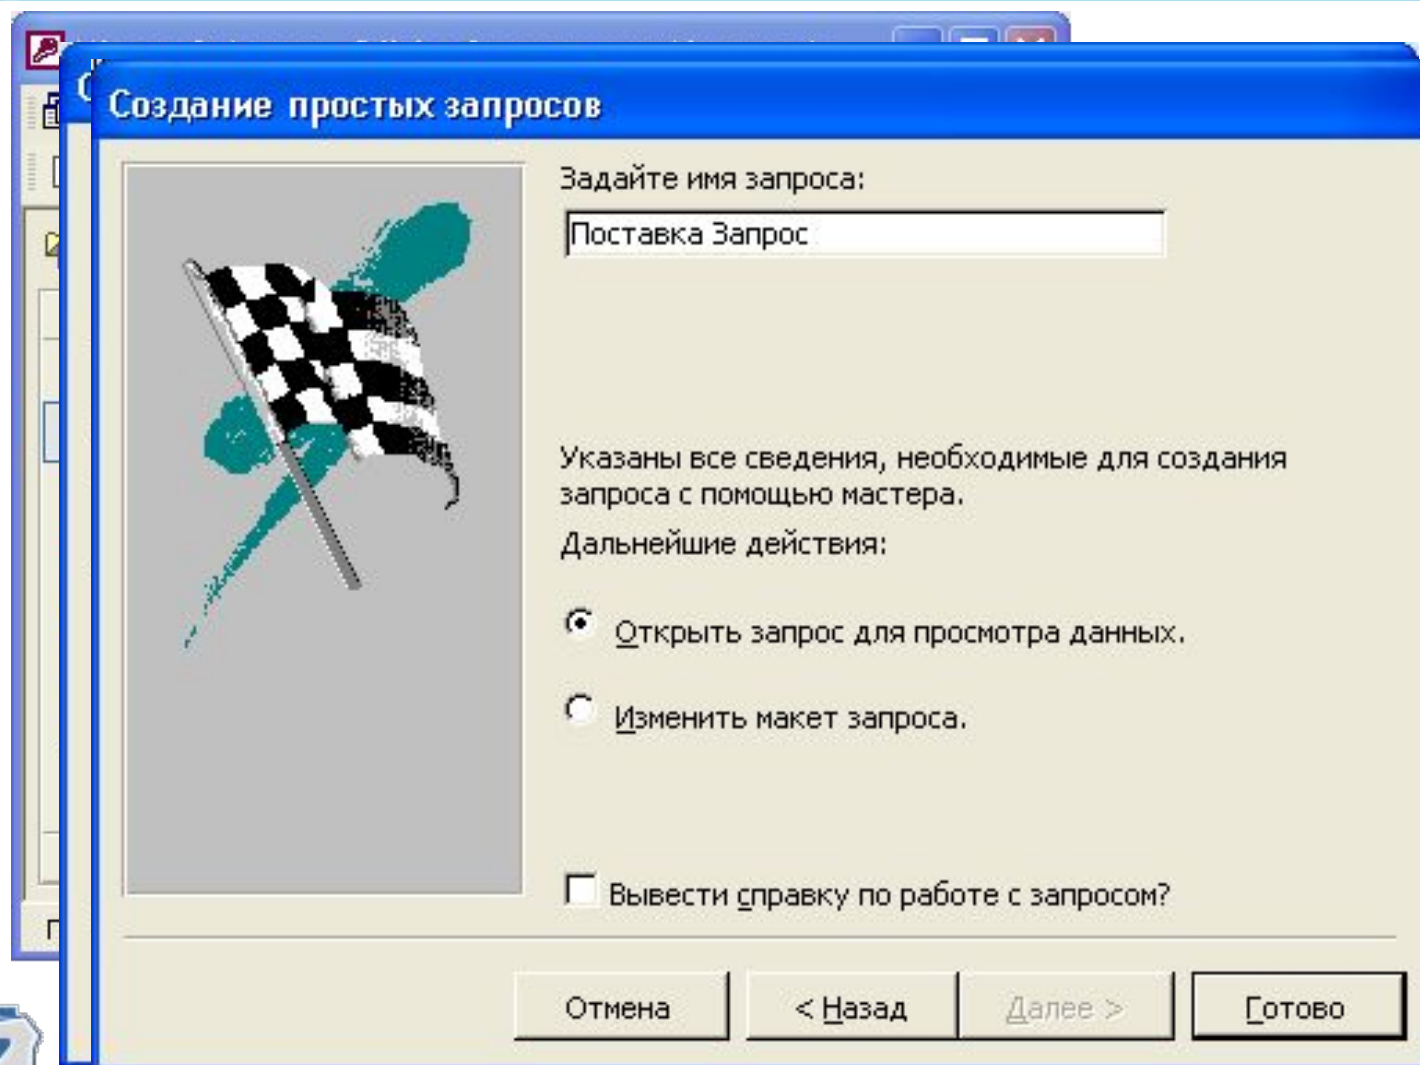 Создание простых запросов
Задайте имя запроса:
Поставка Запрос
Указаны все сведения, необходимые для создания
запроса с помощью мастера.
Дальнейшие действия:
Открыть запрос для просмотра данных.
Изменить макет запроса.
Вывести справку по работе с запросом?
Отмена
< Назад
Далее >
Готово